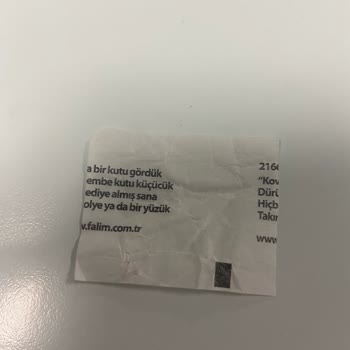 a bir kutu gördük
embe kutu küçücük
ediye almış sana
olye ya da bir yüzük
.falim.com.tr
216
"Kov
Dürü
Hiçb
Takır
www